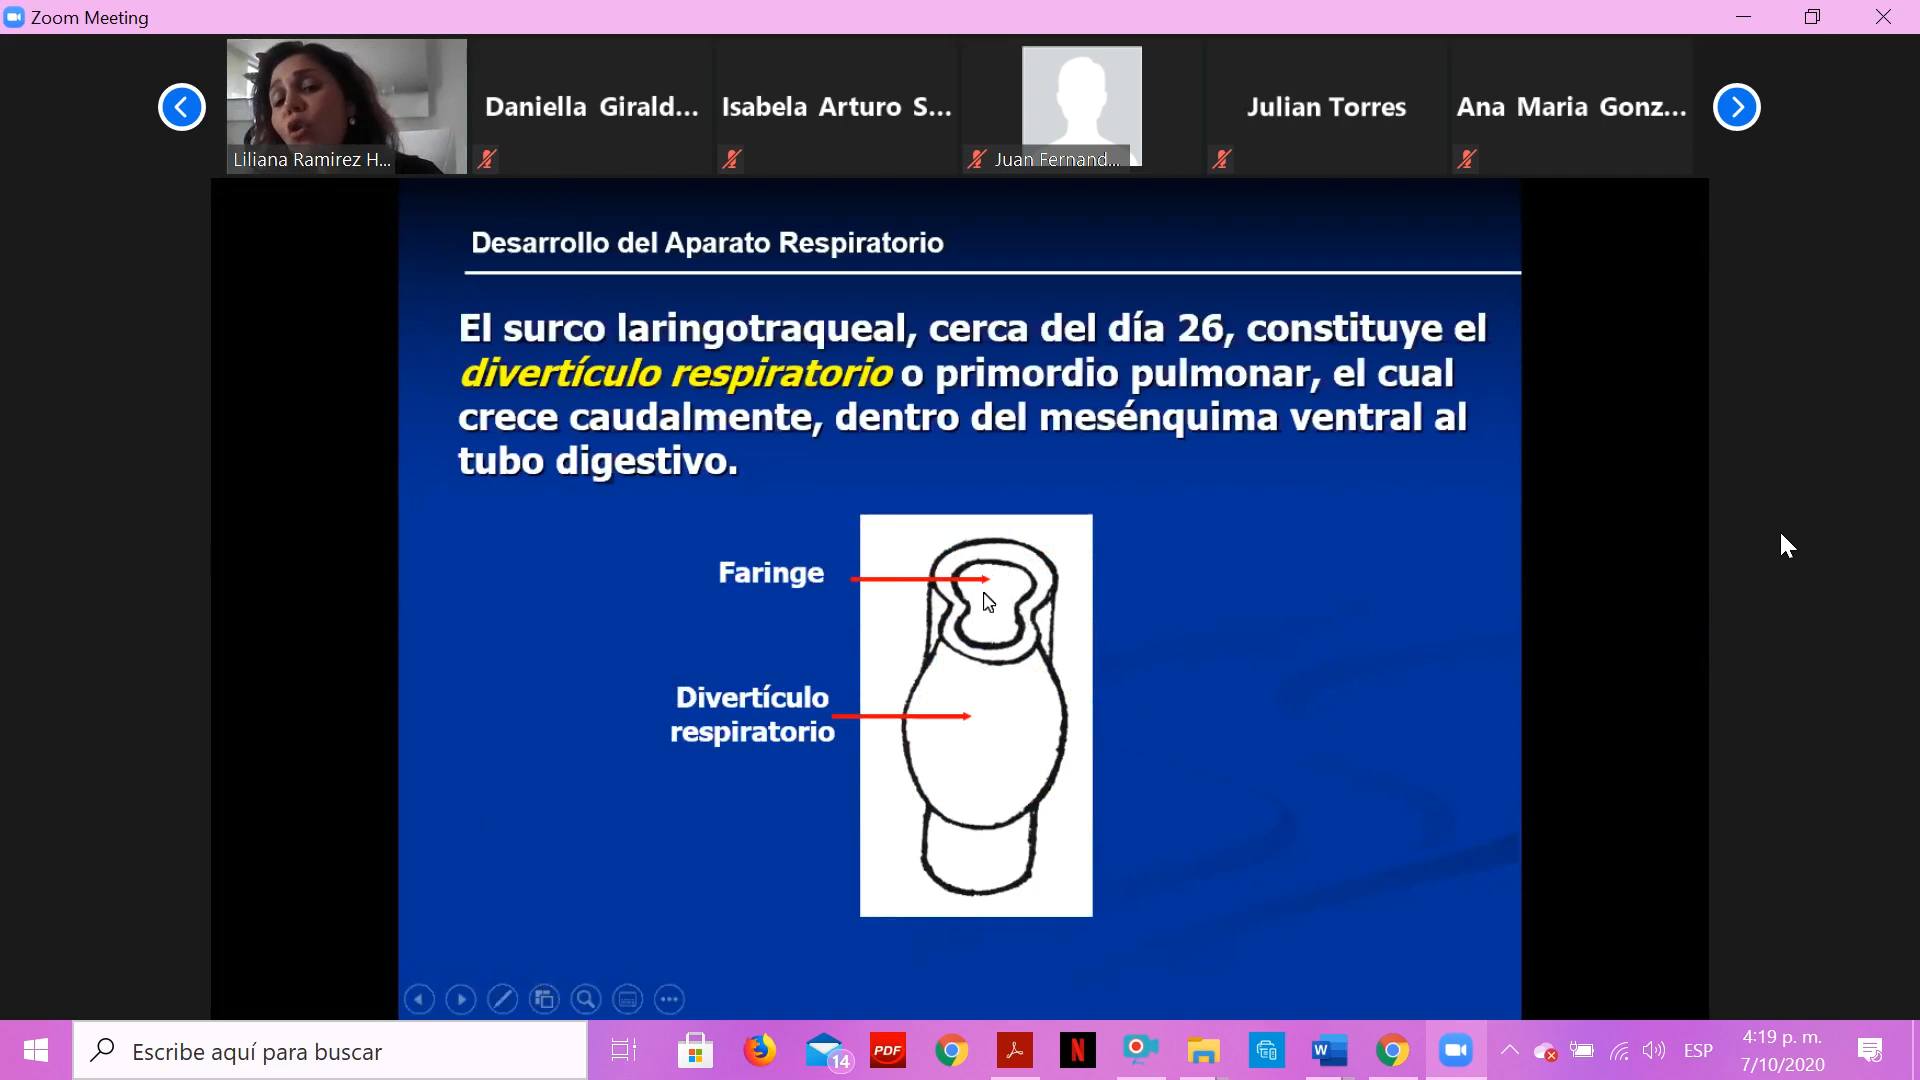 Zoom Meeting
Daniella Girald...
Isabela Arturo S...
Julian Torres
Ana Maria Gonz...
Liliana Ramirez H...
Juan Fernand...
Desarrollo del Aparato Respiratorio
El surco laringotraqueal, cerca del día 26, constituye el
divertículo respiratorio o primordio pulmonar, el cual
crece caudalmente, dentro del mesénquima ventral al
tubo digestivo.
Faringe
Divertículo
respiratorio
Escribe aquí para buscar
14
PDF
N
W
ESP
4:19 p. m.
7/10/2020